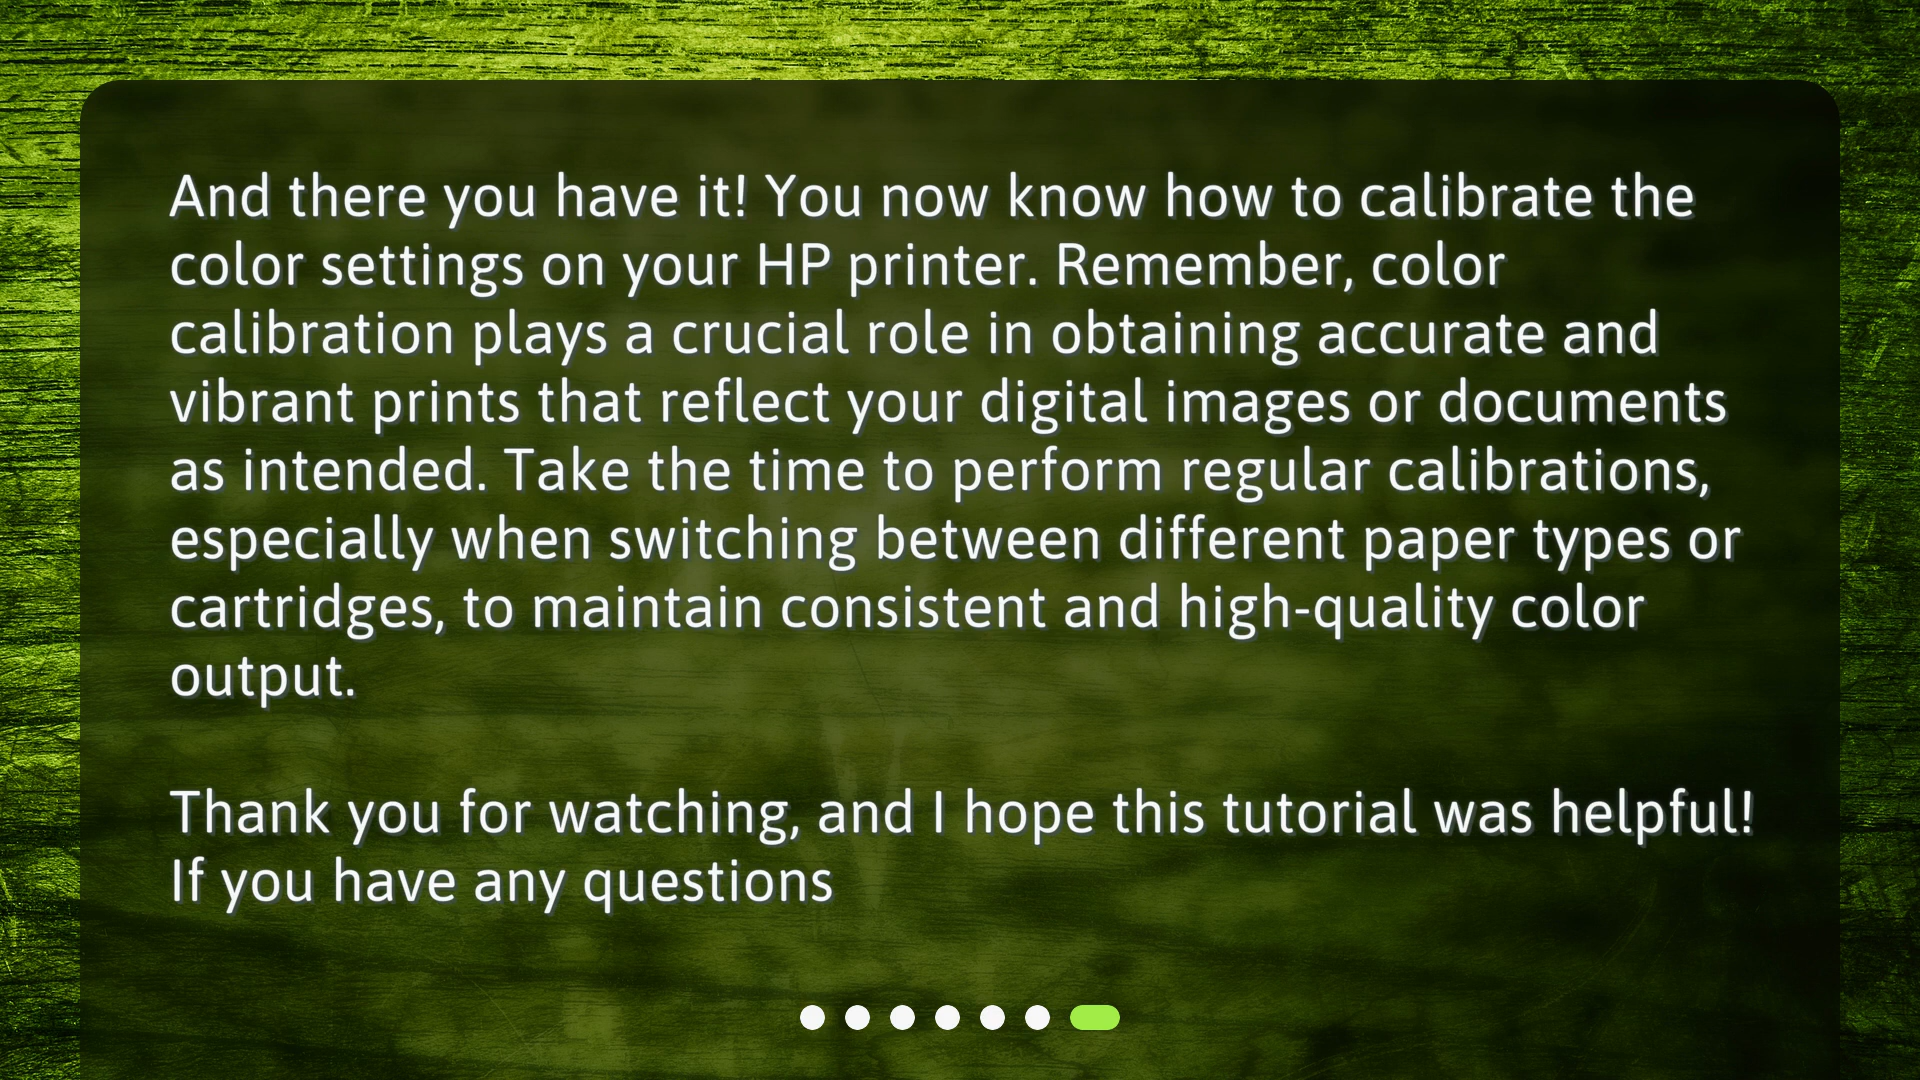 And there you have it! You now know how to calibrate the
color settings on your HP printer. Remember, color
calibration plays a crucial role in obtaining accurate and
vibrant prints that reflect your digital images or documents
as intended. Take the time to perform regular calibrations,
especially when switching between different paper types or
cartridges, to maintain consistent and high-quality color
output.
Thank you for watching, and I hope this tutorial was helpful!
If you have any questions